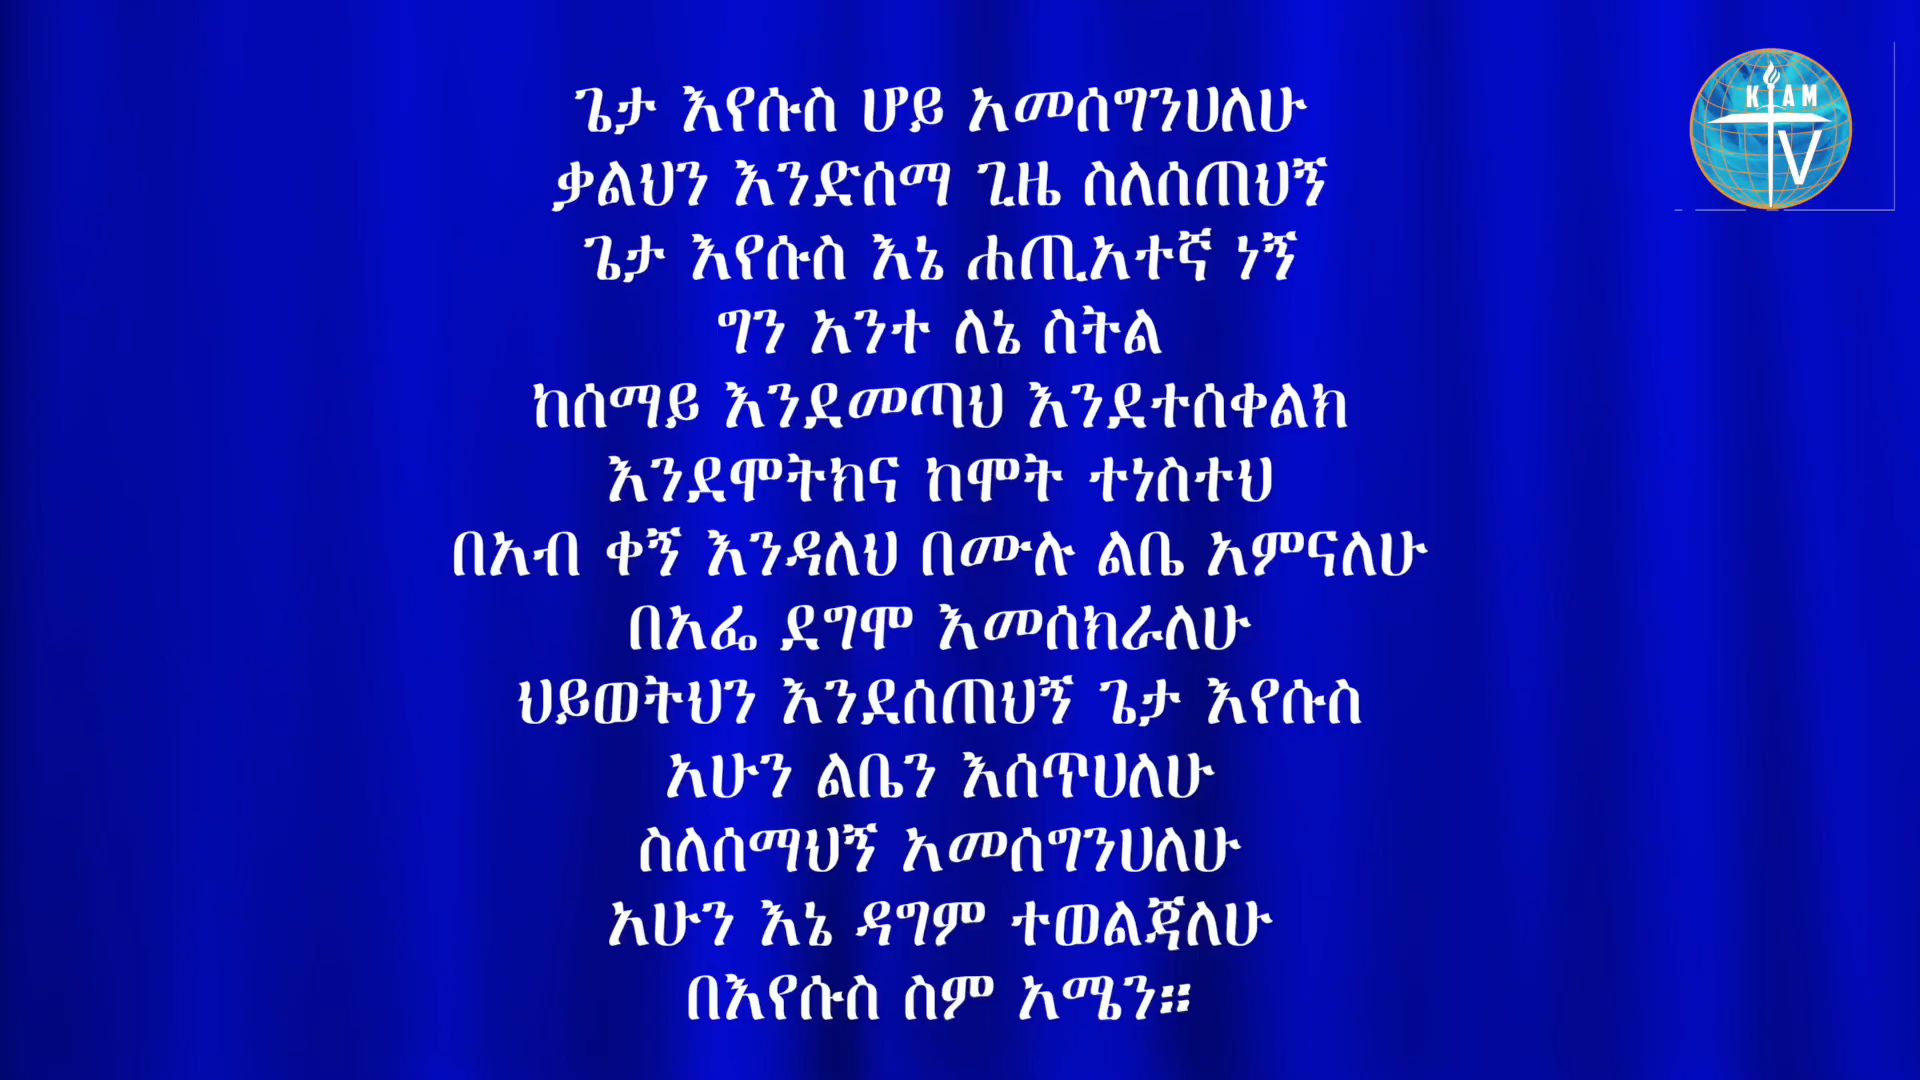 ጌታ እየሱስ ሆይ አመሰግንሀለሁ
ቃልህን እንድሰማ ጊዜ ስለሰጠህኝ
ጌታ እየሱስ እኔ ሐጢአተኛ ነኝ
ግን አንተ ለኔ ስትል
ከሰማይ እንደመጣህ እንደተሰቀልክ
እንደሞትክና ከሞት ተነስተህ
በአብ ቀኝ እንዳለህ በሙሉ ልቤ አምናለሁ
በአፌ ደግሞ እመሰክራለሁ
ህይወትህን እንደሰጠህኝ ጌታ እየሱስ
አሁን ልቤን እሰጥሀለሁ
ስለሰማህኝ አመሰግንሀለሁ
አሁን እኔ ዳግም ተወልጃለሁ
በእየሱስ ስም አሜን።
K AM
TV